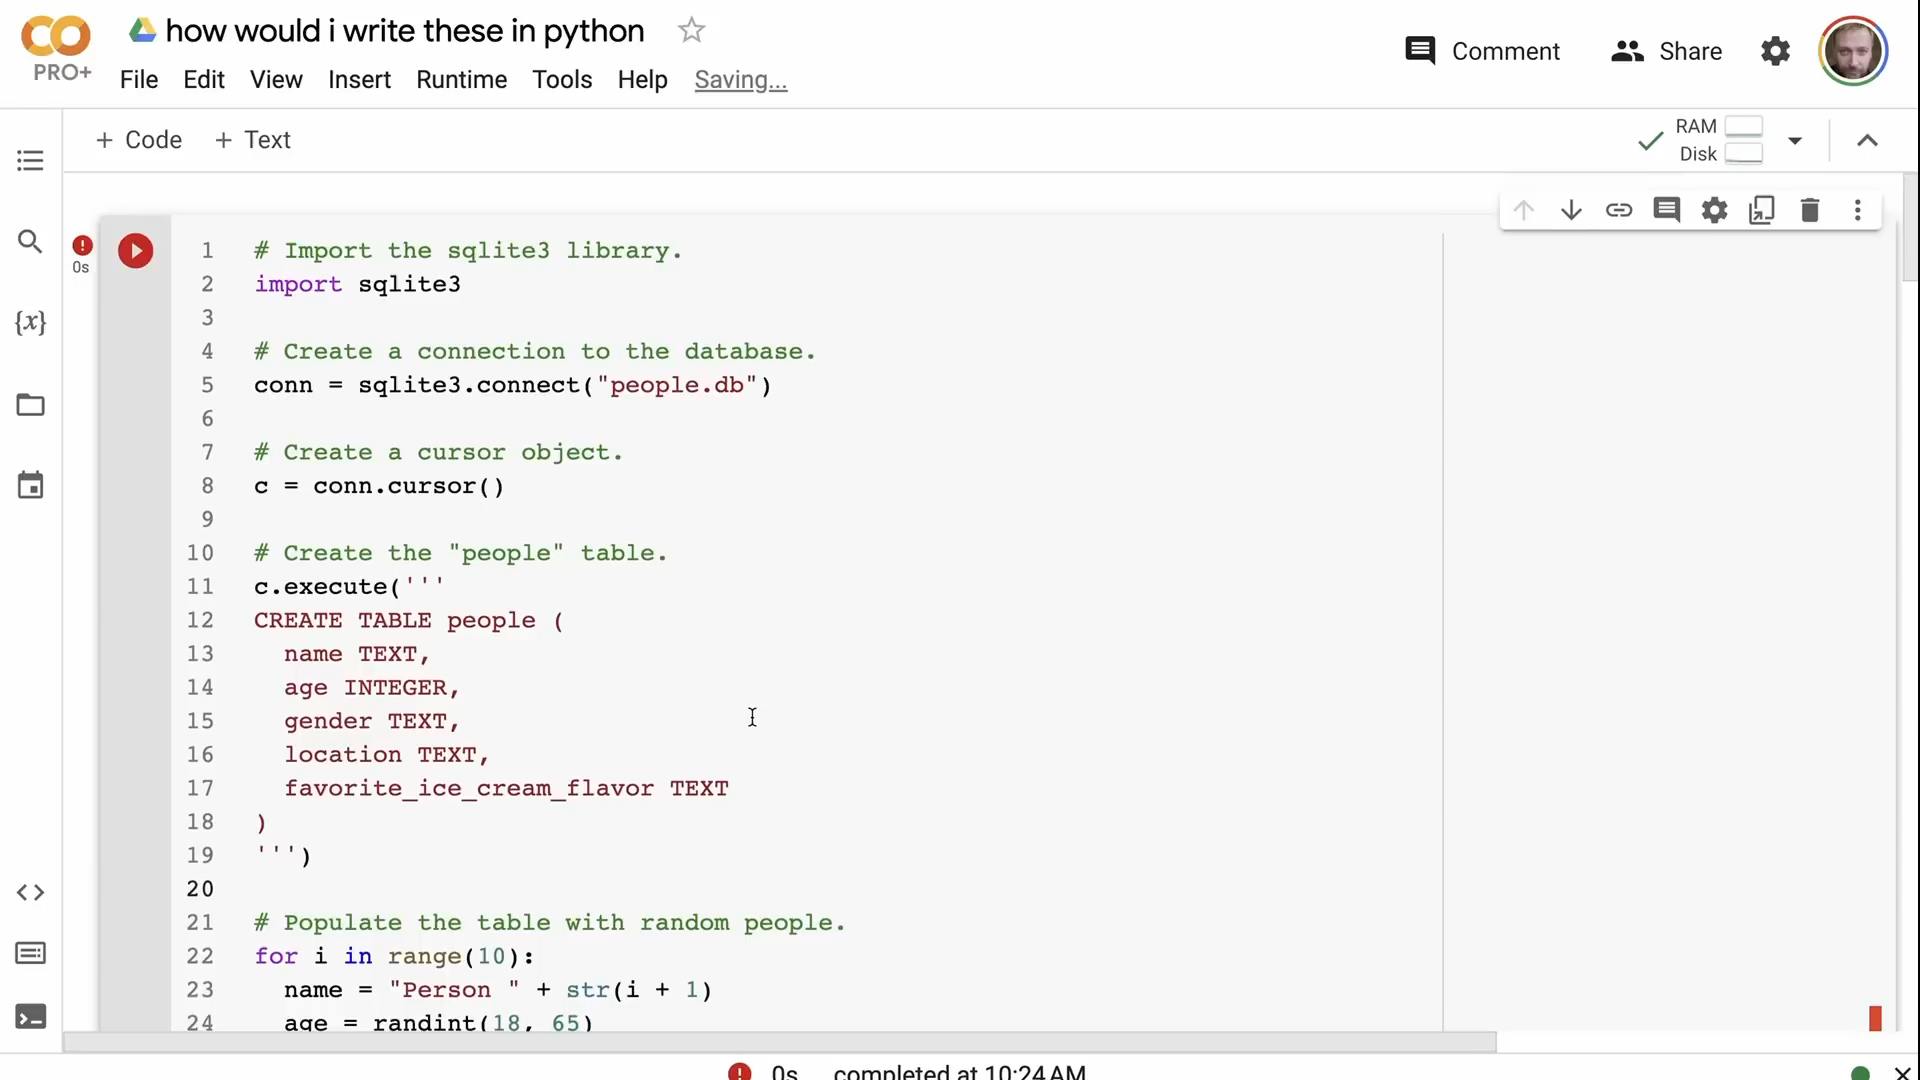 how would i write these in python
PRO+
File Edit View Insert Runtime Tools Help Saving...
Comment
Share
+ Code + Text
RAM
Disk
{x}
0s
1 # Import the sqlite3 library.
2 import sqlite3
3
4 # Create a connection to the database.
5 conn = sqlite3.connect("people.db")
6
7 # Create a cursor object.
8 c = conn.cursor()
9
10 # Create the "people" table.
11 c.execute('''
12 CREATE TABLE people (
13 name TEXT,
14 age INTEGER,
15 gender TEXT,
16 location TEXT,
17 favorite_ice_cream_flavor TEXT
18 )
19 ''')
20
21 # Populate the table with random people.
22 for i in range(10):
23 name = "Person " + str(i + 1)
24 age = randint(18, 65)
0s completed at 10:24 AM